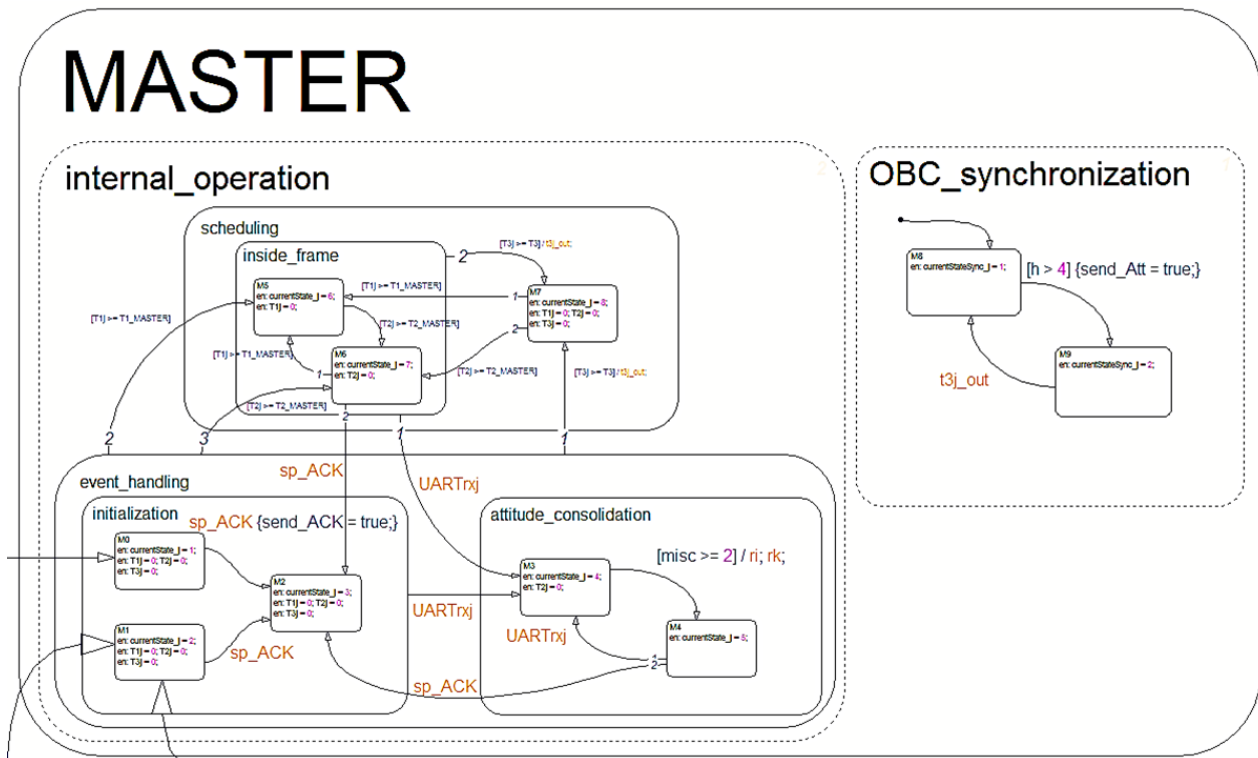 MASTER
internal_operation
2
scheduling
inside_frame
2
[T3j >= T3] / t3j_out;
M5
en: currentState_j = 6;
en: T1j = 0;
[T1j >= T1_MASTER]
1
M7
en: currentState_j = 8;
en: T1j = 0; T2j = 0;
en: T3j = 0;
2
[T1j >= T1_MASTER]
[T2j >= T2_MASTER]
[T1j >= T1_MASTER]
M6
en: currentState_j = 7;
en: T2j = 0;
1
2
[T2j >= T2_MASTER]
[T3j >= T3] / t3j_out;
[T2j >= T2_MASTER]
2
3
1
1
sp_ACK
UARTrxj
event_handling
initialization
sp_ACK {send_ACK = true;}
M0
en: currentState_j = 1;
en: T1j = 0; T2j = 0;
en: T3j = 0;
M2
en: currentState_j = 3;
en: T1j = 0; T2j = 0;
en: T3j = 0;
M1
en: currentState_j = 2;
en: T1j = 0; T2j = 0;
en: T3j = 0;
sp_ACK
UARTrxj
attitude_consolidation
[misc >= 2] / ri; rk;
M3
en: currentState_j = 4;
en: T2j = 0;
M4
en: currentState_j = 5;
UARTrxj
1
2
sp_ACK
OBC_synchronization
1
M8
en: currentStateSync_j = 1;
[h > 4] {send_Att = true;}
M9
en: currentStateSync_j = 2;
t3j_out